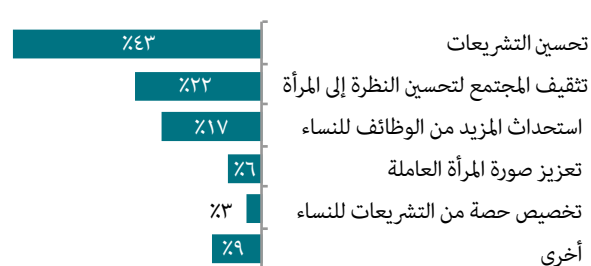 تحسين التشريعات ٪٤٣
تثقيف المجتمع لتحسين النظرة إلى المرأة ٪٢٢
استحداث المزيد من الوظائف للنساء ٪١٧
تعزيز صورة المرأة العاملة ٪٦
تخصيص حصة من التشريعات للنساء ٪٣
أخرى ٪٩